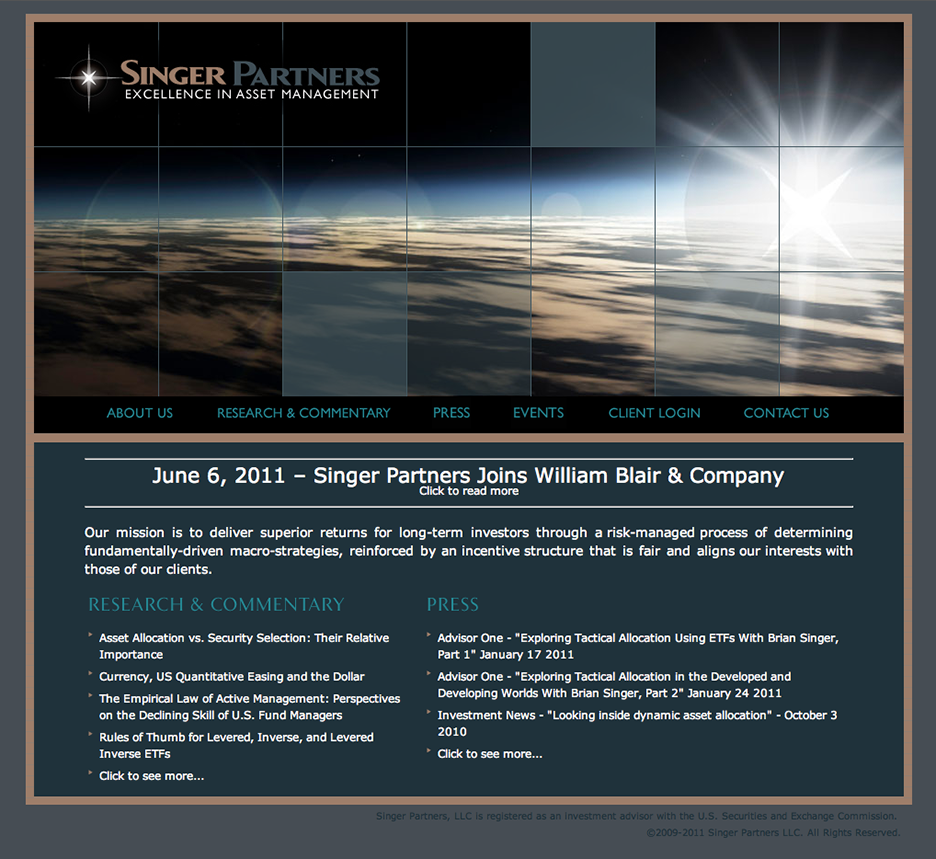 SINGER PARTNERS
EXCELLENCE IN ASSET MANAGEMENT
ABOUT US RESEARCH & COMMENTARY PRESS EVENTS CLIENT LOGIN CONTACT US
June 6, 2011 – Singer Partners Joins William Blair & Company
Click to read more
Our mission is to deliver superior returns for long-term investors through a risk-managed process of determining
fundamentally-driven macro-strategies, reinforced by an incentive structure that is fair and aligns our interests with
those of our clients.
RESEARCH & COMMENTARY
Asset Allocation vs. Security Selection: Their Relative
Importance
Currency, US Quantitative Easing and the Dollar
The Empirical Law of Active Management: Perspectives
on the Declining Skill of U.S. Fund Managers
Rules of Thumb for Levered, Inverse, and Levered
Inverse ETFs
Click to see more...
PRESS
Advisor One - "Exploring Tactical Allocation Using ETFs With Brian Singer,
Part 1" January 17 2011
Advisor One - "Exploring Tactical Allocation in the Developed and
Developing Worlds With Brian Singer, Part 2" January 24 2011
Investment News - "Looking inside dynamic asset allocation" - October 3
2010
Click to see more...
Singer Partners, LLC is registered as an investment advisor with the U.S. Securities and Exchange Commission.
©2009-2011 Singer Partners LLC. All Rights Reserved.